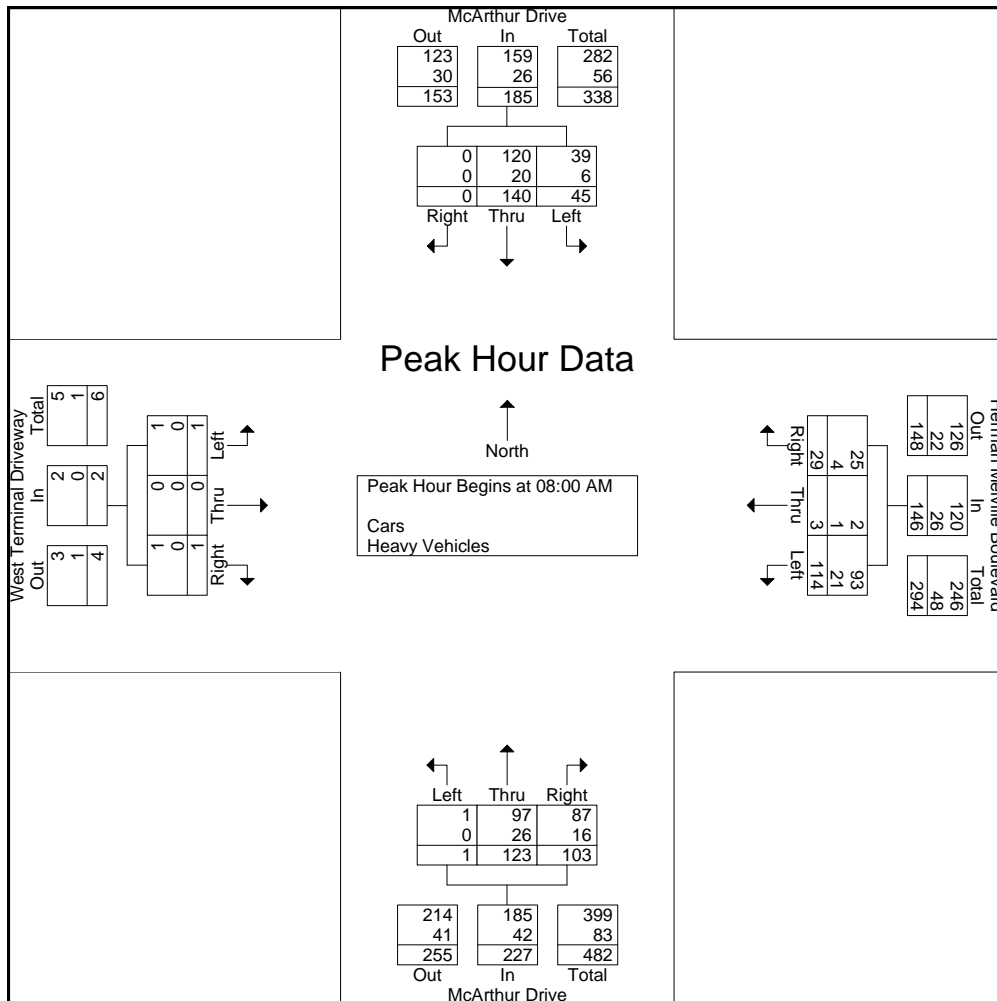 McArthur Drive
Out In Total
123 159 282
30 26 56
153 185 338
0 120 39
0 20 6
0 140 45
Right Thru Left
Peak Hour Data
North
Peak Hour Begins at 08:00 AM
Cars
Heavy Vehicles
West Terminal Driveway
Out In Total
3 2 5
1 0 1
4 2 6
Left Thru Right
1 0 1
0 0 0
1 0 1
Herman Melville Boulevard
Out In Total
126 120 246
22 26 48
148 146 294
25 2 93
4 1 21
29 3 114
Right Thru Left
Left Thru Right
1 97 87
0 26 16
1 123 103
214 185 399
41 42 83
255 227 482
Out In Total
McArthur Drive